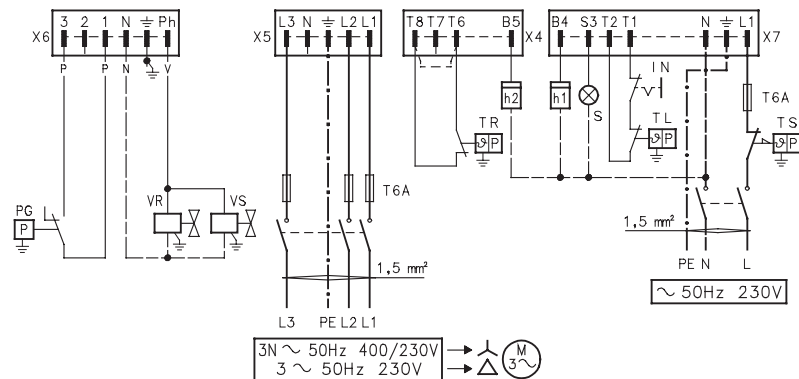 3 2 1 N Ph
X6
P P N V
L3 N L2 L1
X5
T8 T7 T6 B5
X4
B4 S3 T2 T1 N L1
X7
h2
h1
S
IN
T6A
TR
ϑ P
TL
ϑ P
TS
ϑ P
PG
P
VR
VS
T6A
1,5 mm²
1,5 mm²
L3 PE L2 L1
PE N L
~ 50Hz 230V
3N ~ 50Hz 400/230V
3 ~ 50Hz 230V
M
3~